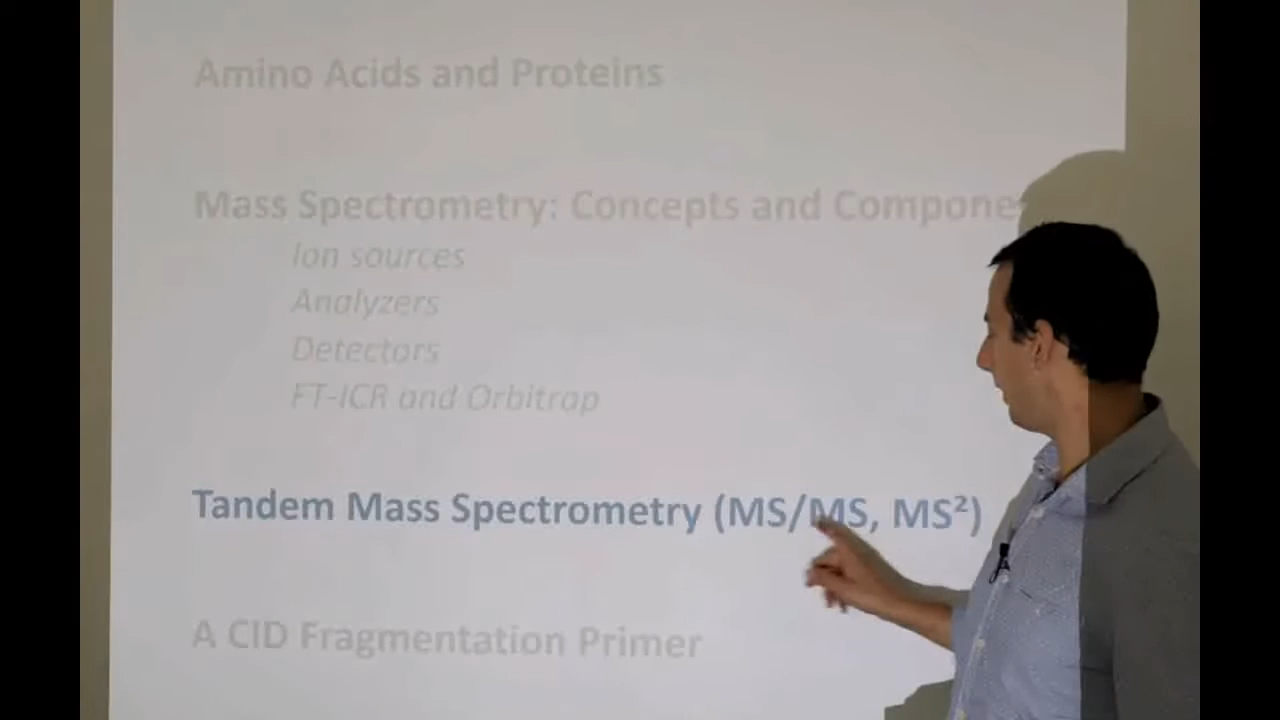 Amino Acids and Proteins
Mass Spectrometry: Concepts and Compone
Ion sources
Analyzers
Detectors
FT-ICR and Orbitrap
Tandem Mass Spectrometry (MS/MS, MS²)
A CID Fragmentation Primer